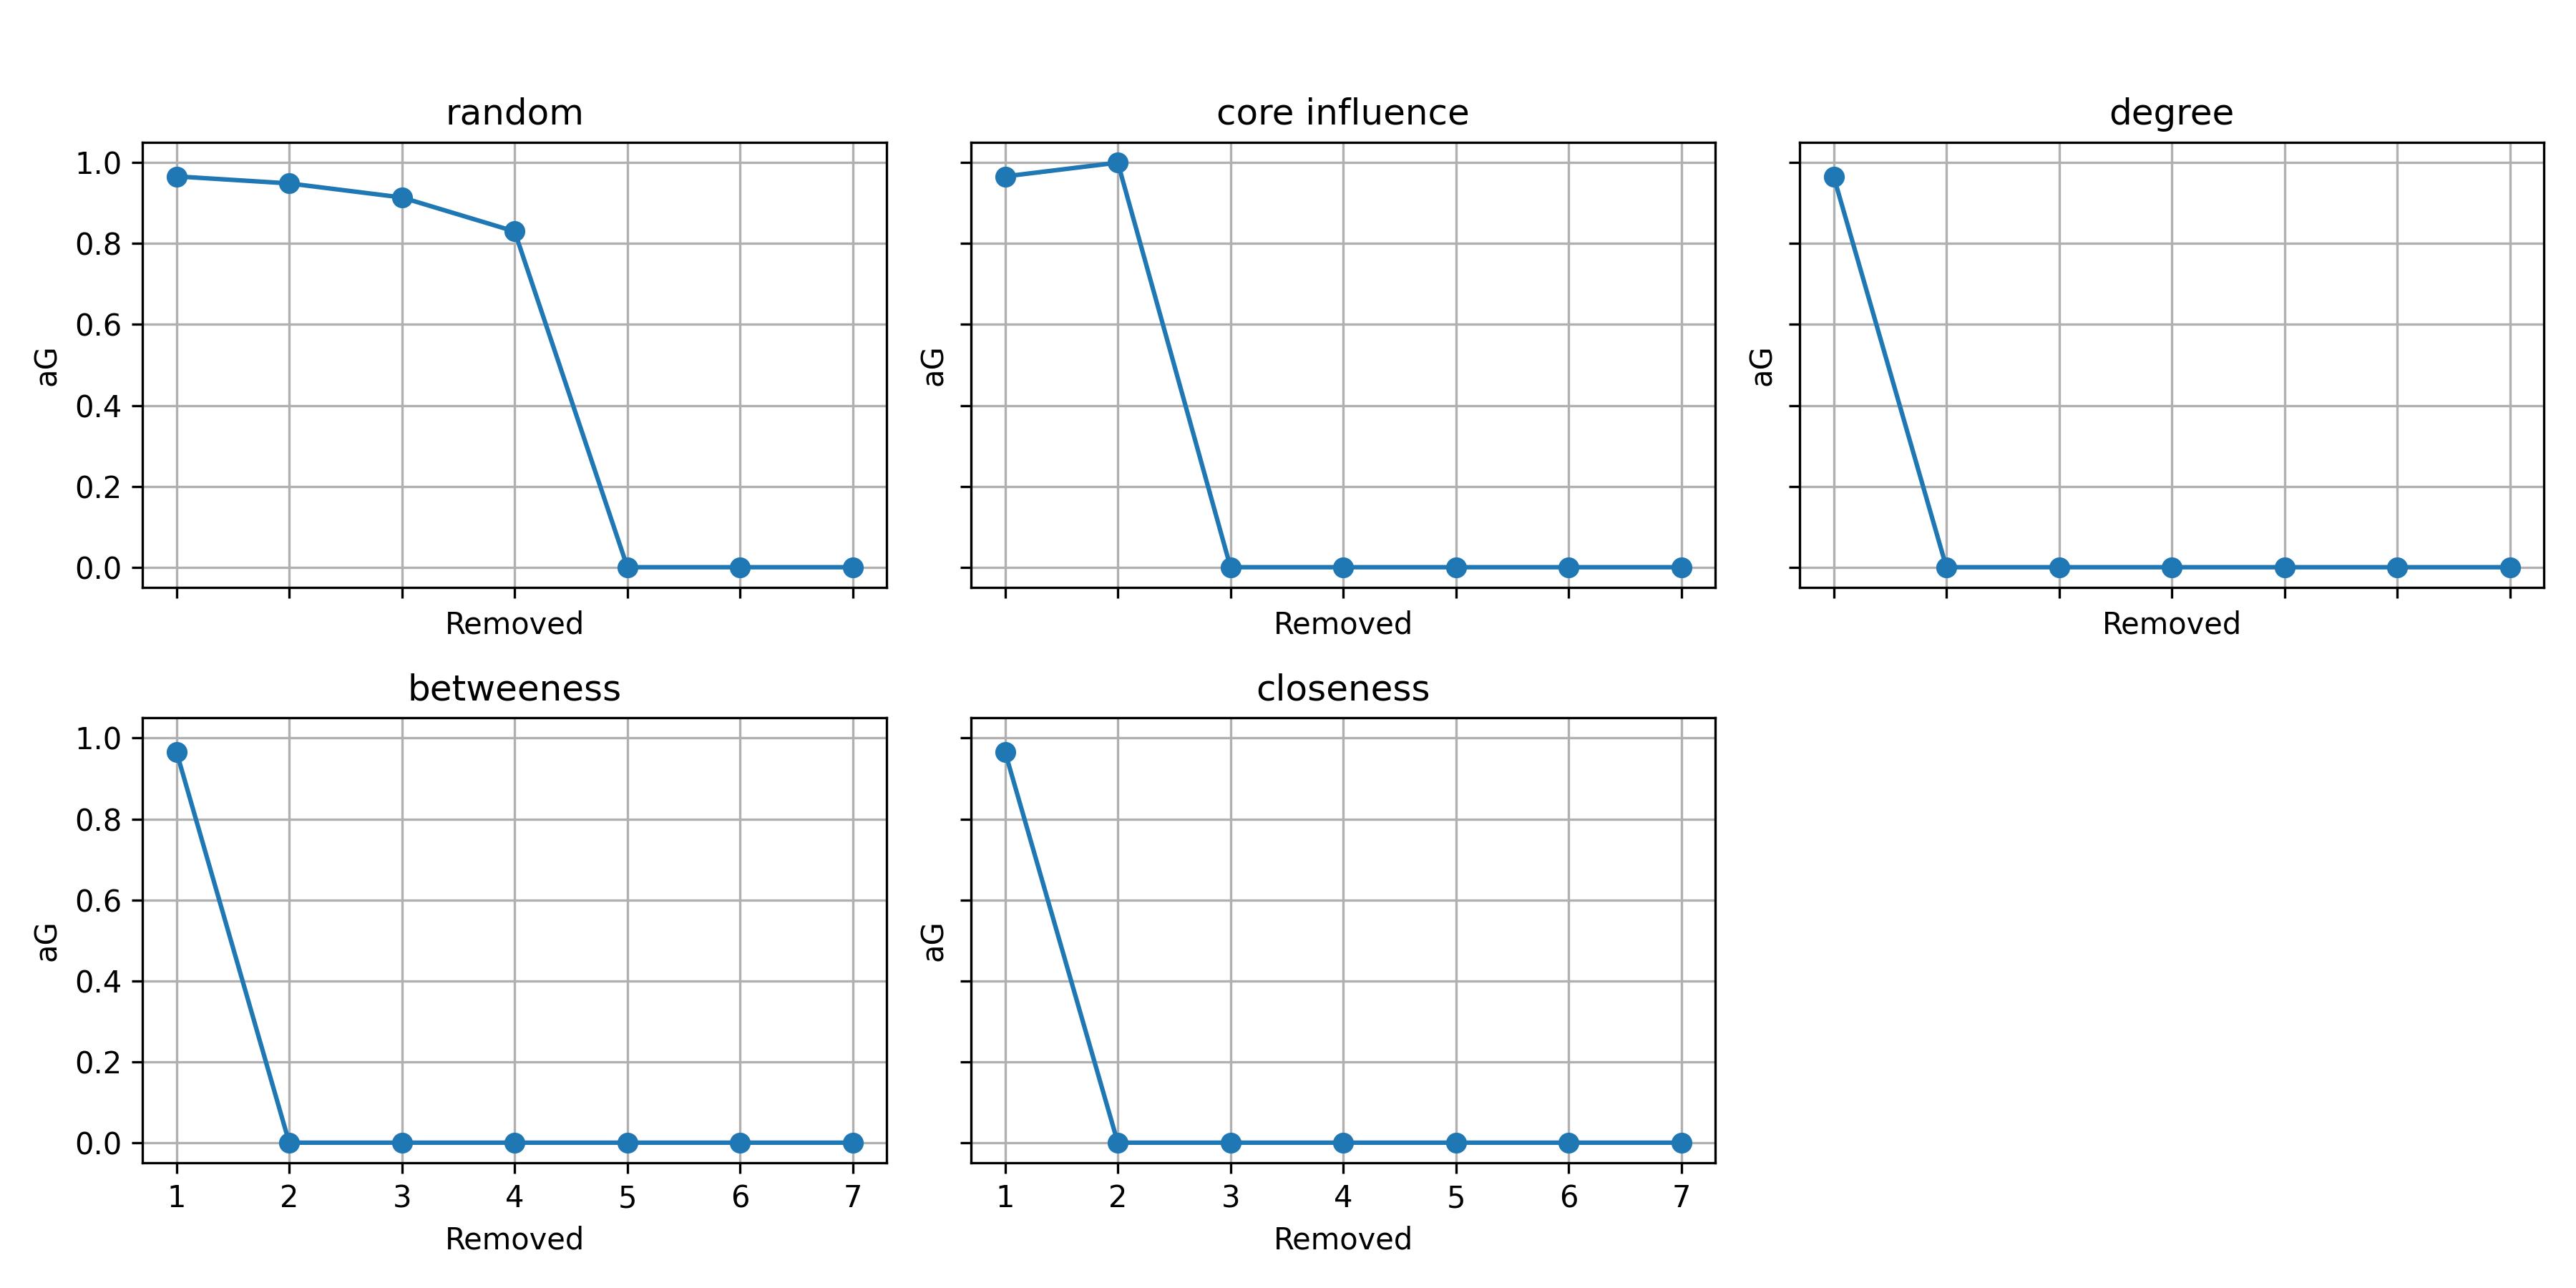 random
core influence
degree
1.0
0.8
0.6
0.4
0.2
0.0
aG
aG
aG
Removed
Removed
Removed
betweeness
closeness
1.0
0.8
0.6
0.4
0.2
0.0
aG
aG
1 2 3 4 5 6 7
1 2 3 4 5 6 7
Removed
Removed